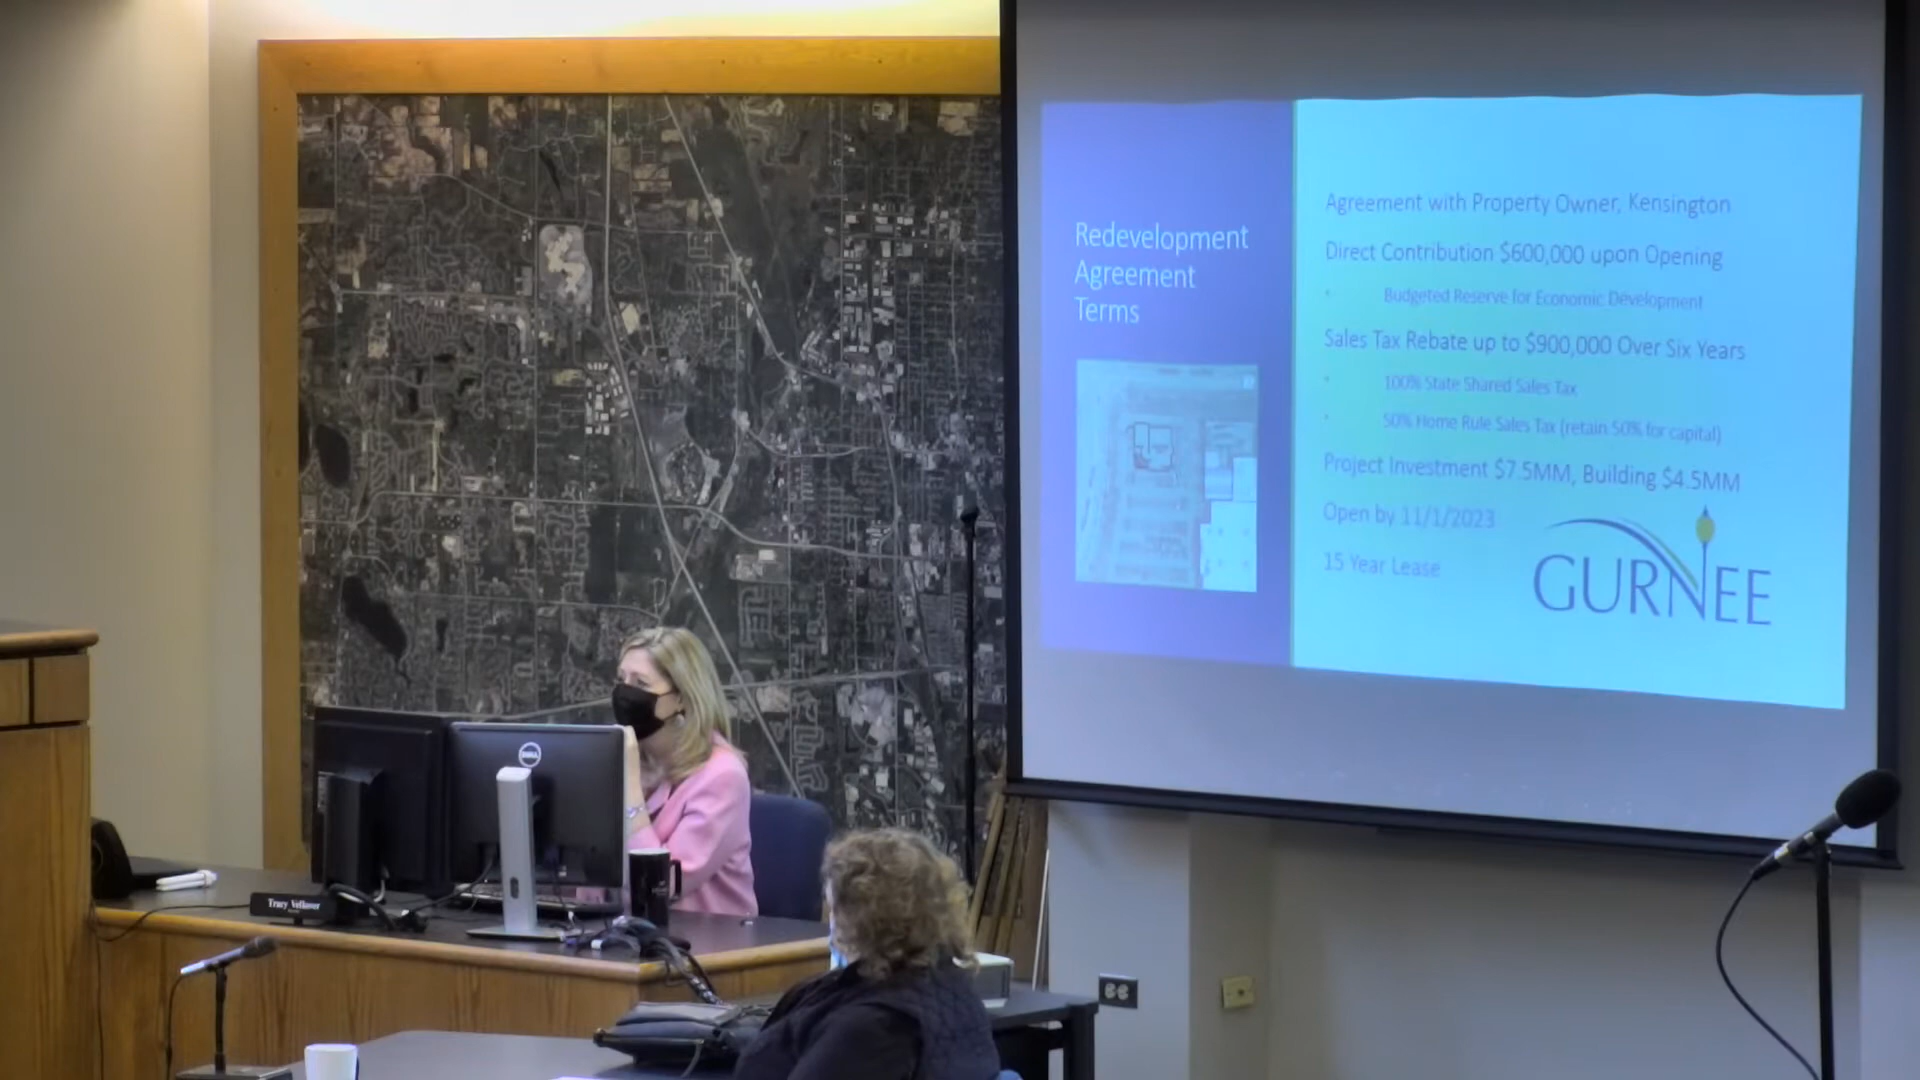 Redevelopment
Agreement
Terms
Agreement with Property Owner, Kensington
Direct Contribution $600,000 upon Opening
Budgeted Reserve for Economic Development
Sales Tax Rebate up to $900,000 Over Six Years
100% State Shared Sales Tax
50% Home Rule Sales Tax (retain 50% for capital)
Project Investment $7.5MM, Building $4.5MM
Open by 11/1/2023
15 Year Lease
GURNEE
DELL
Tracy Velkover